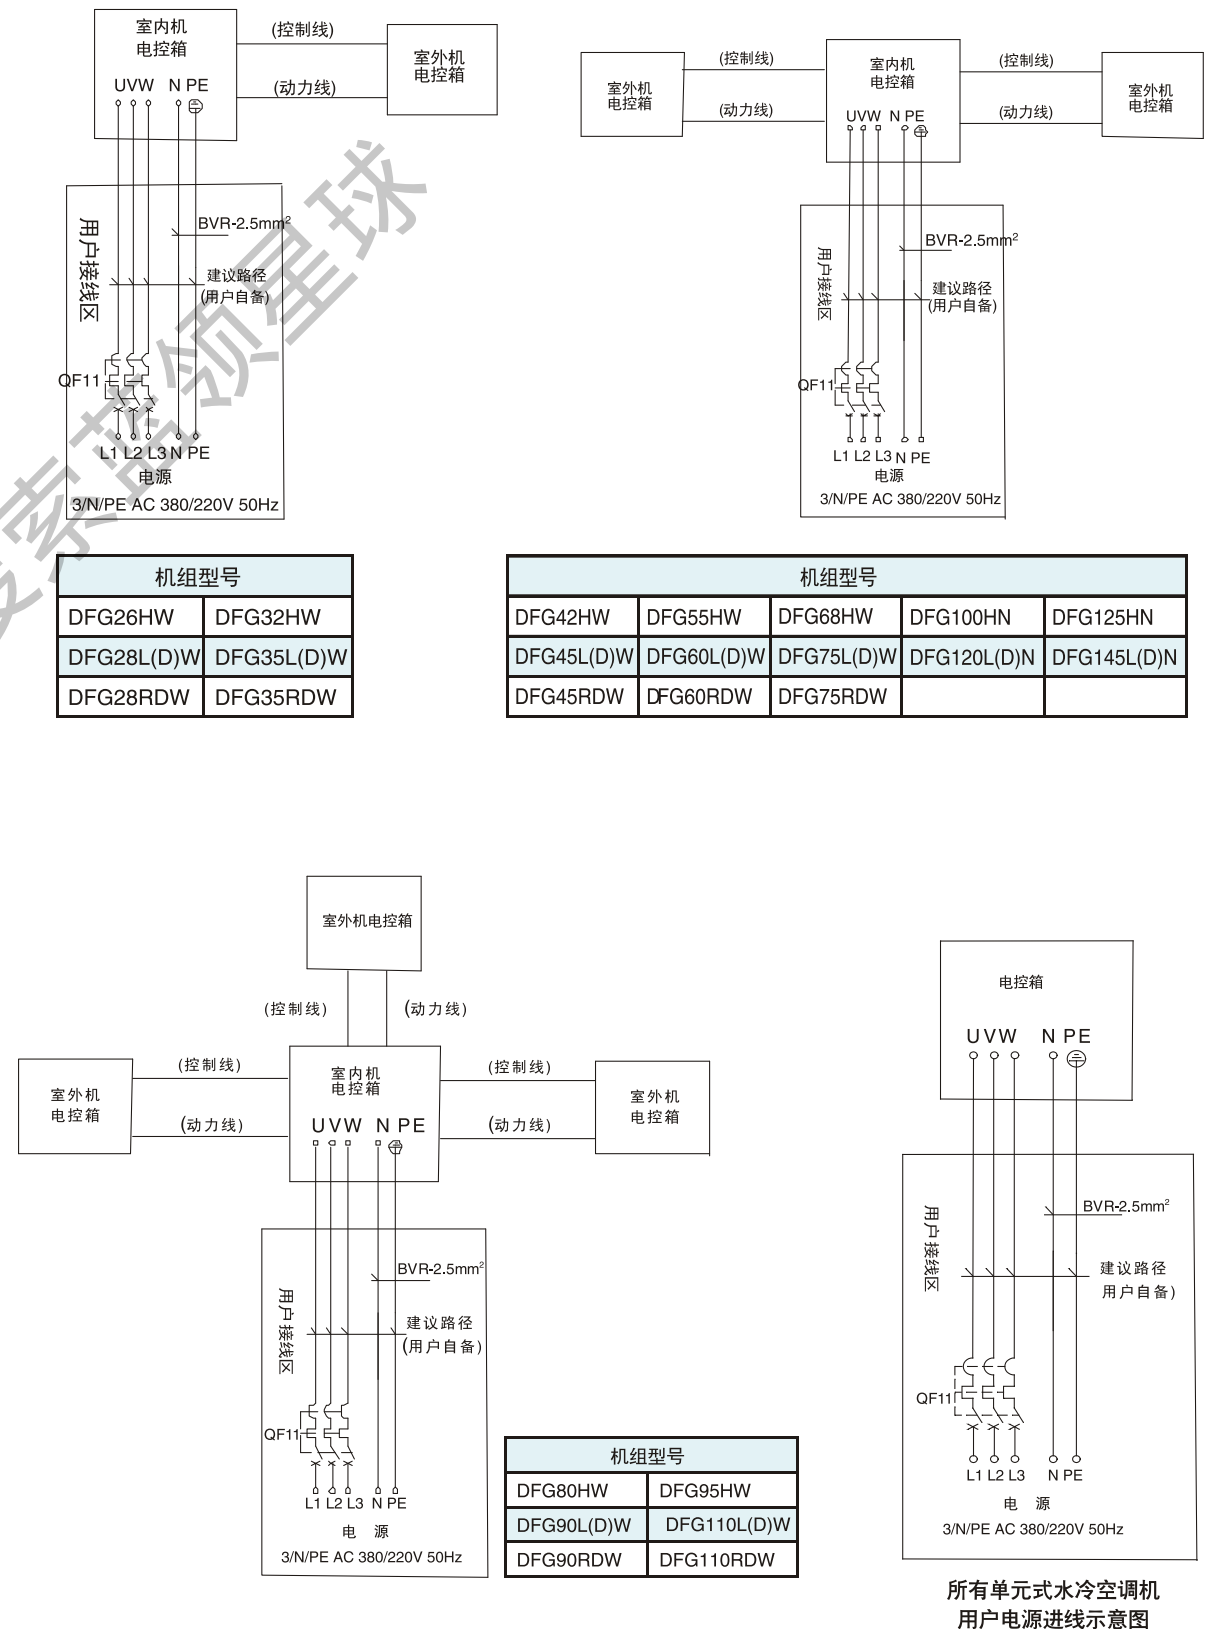 室内机
电控箱
UVW N PE
(控制线)
(动力线)
室外机
电控箱
用户接线区
BVR-2.5mm²
建议路径
(用户自备)
QF11
L1 L2 L3 N PE
电源
3/N/PE AC 380/220V 50Hz
室外机
电控箱
(控制线)
(动力线)
室内机
电控箱
UVW N PE
(控制线)
(动力线)
室外机
电控箱
用户接线区
BVR-2.5mm²
建议路径
(用户自备)
QF11
L1 L2 L3 N PE
电源
3/N/PE AC 380/220V 50Hz
索蓝领星球
机组型号
DFG26HW DFG32HW
DFG28L(D)W DFG35L(D)W
DFG28RDW DFG35RDW
机组型号
DFG42HW DFG55HW DFG68HW DFG100HN DFG125HN
DFG45L(D)W DFG60L(D)W DFG75L(D)W DFG120L(D)N DFG145L(D)N
DFG45RDW DFG60RDW DFG75RDW
室外机电控箱
(控制线) (动力线)
室外机
电控箱
(控制线)
(动力线)
室内机
电控箱
UVW N PE
(控制线)
(动力线)
室外机
电控箱
用户接线区
BVR-2.5mm²
建议路径
(用户自备)
QF11
L1 L2 L3 N PE
电 源
3/N/PE AC 380/220V 50Hz
机组型号
DFG80HW DFG95HW
DFG90L(D)W DFG110L(D)W
DFG90RDW DFG110RDW
电控箱
UVW N PE
用户接线区
BVR-2.5mm²
建议路径
用户自备)
QF11
L1 L2 L3 N PE
电 源
3/N/PE AC 380/220V 50Hz
所有单元式水冷空调机
用户电源进线示意图